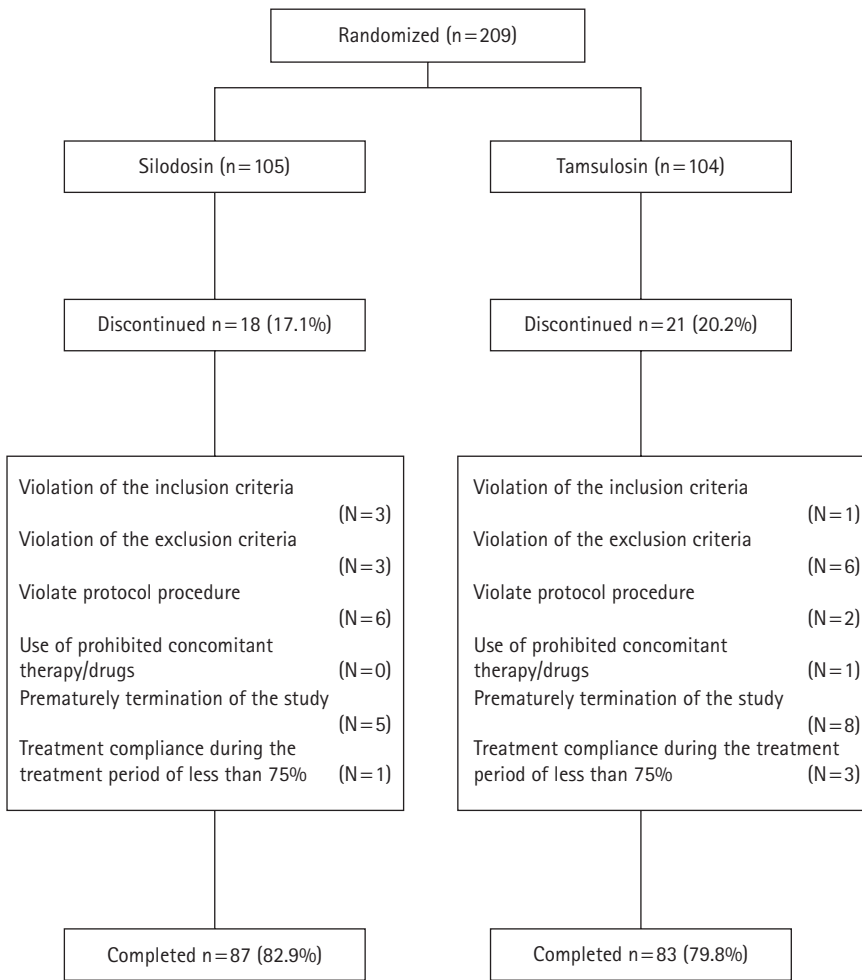 Randomized (n=209)
Silodosin (n=105)
Tamsulosin (n=104)
Discontinued n=18 (17.1%)
Discontinued n=21 (20.2%)
Violation of the inclusion criteria
(N=3)
Violation of the exclusion criteria
(N=3)
Violate protocol procedure
(N=6)
Use of prohibited concomitant
therapy/drugs (N=0)
Prematurely termination of the study
(N=5)
Treatment compliance during the
treatment period of less than 75% (N=1)
Violation of the inclusion criteria
(N=1)
Violation of the exclusion criteria
(N=6)
Violate protocol procedure
(N=2)
Use of prohibited concomitant
therapy/drugs (N=1)
Prematurely termination of the study
(N=8)
Treatment compliance during the treatment
period of less than 75% (N=3)
Completed n=87 (82.9%)
Completed n=83 (79.8%)